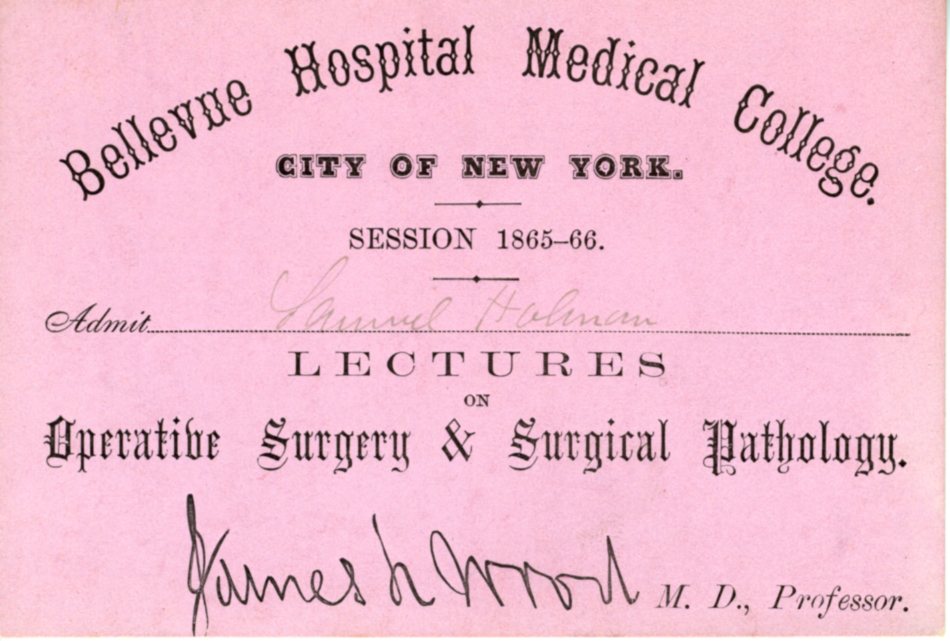 Bellevue Hospital Medical College.
CITY OF NEW YORK.
SESSION 1865–66.
Admit Samuel Holman
LECTURES
ON
Operative Surgery & Surgical Pathology.
James R Wood M. D., Professor.